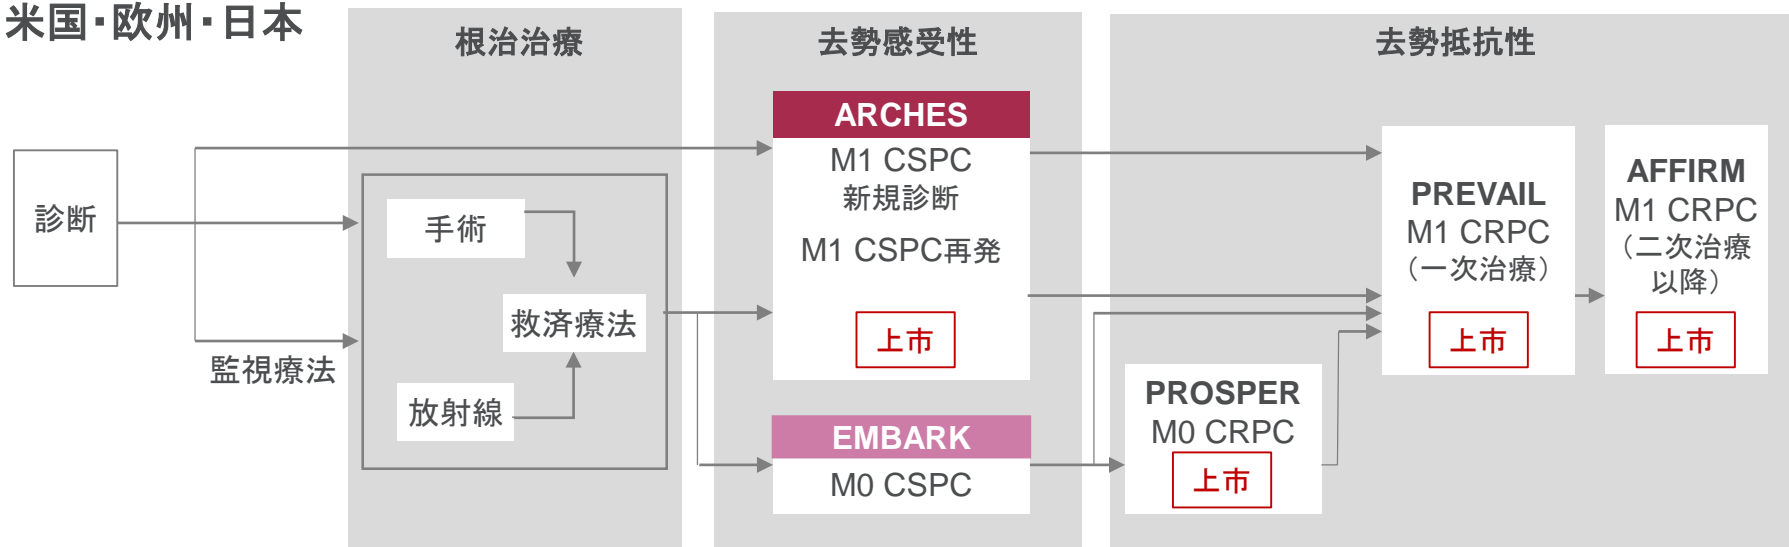 米国・欧州・日本
根治治療
去勢感受性
去勢抵抗性
診断
監視療法
手術
救済療法
放射線
ARCHES
M1 CSPC
新規診断
M1 CSPC再発
上市
EMBARK
M0 CSPC
PROSPER
M0 CRPC
上市
PREVAIL
M1 CRPC
（一次治療）
上市
AFFIRM
M1 CRPC
（二次治療
以降）
上市